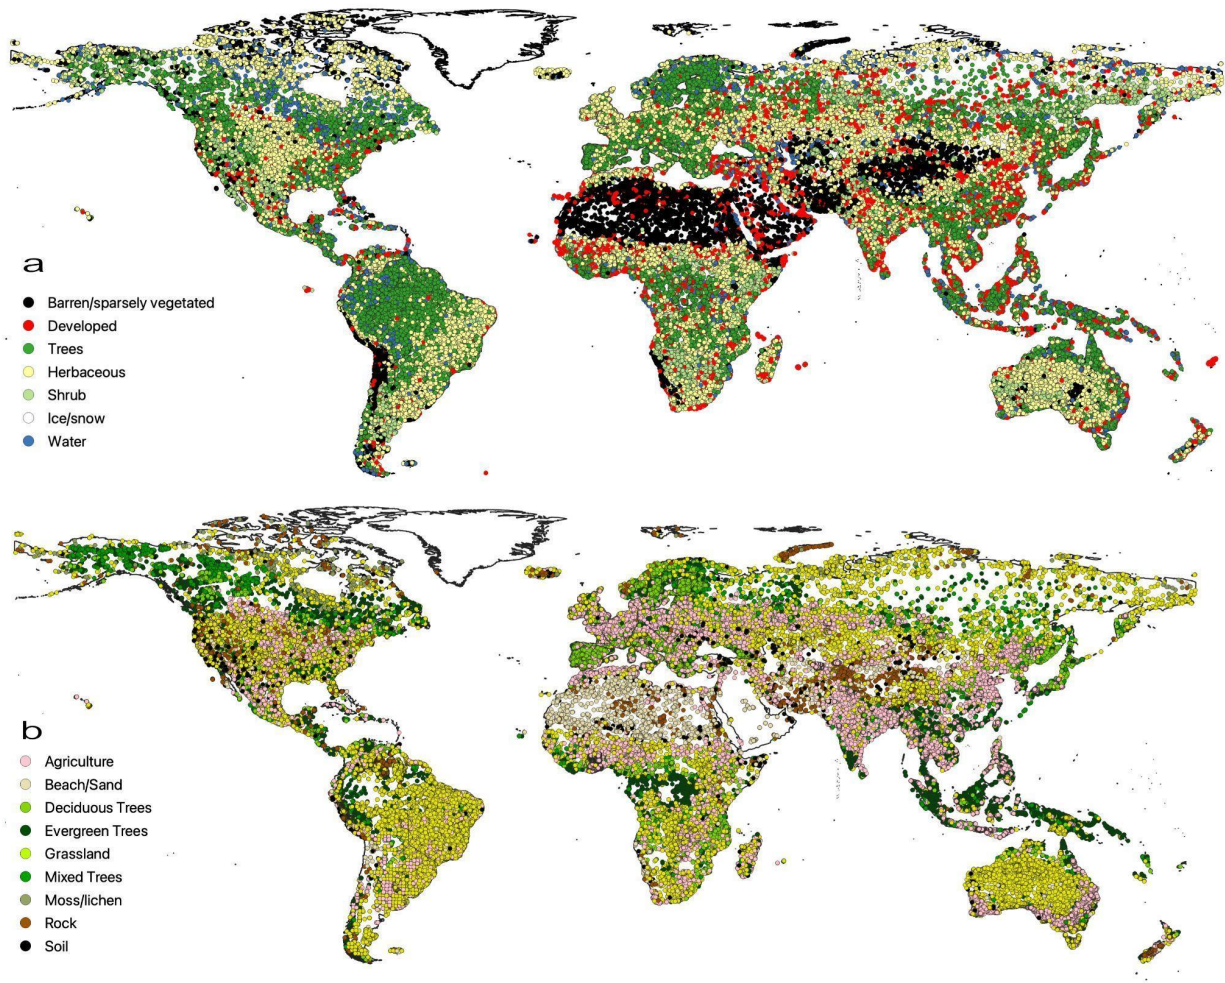 a
Barren/sparsely vegetated
Developed
Trees
Herbaceous
Shrub
Ice/snow
Water
b
Agriculture
Beach/Sand
Deciduous Trees
Evergreen Trees
Grassland
Mixed Trees
Moss/lichen
Rock
Soil